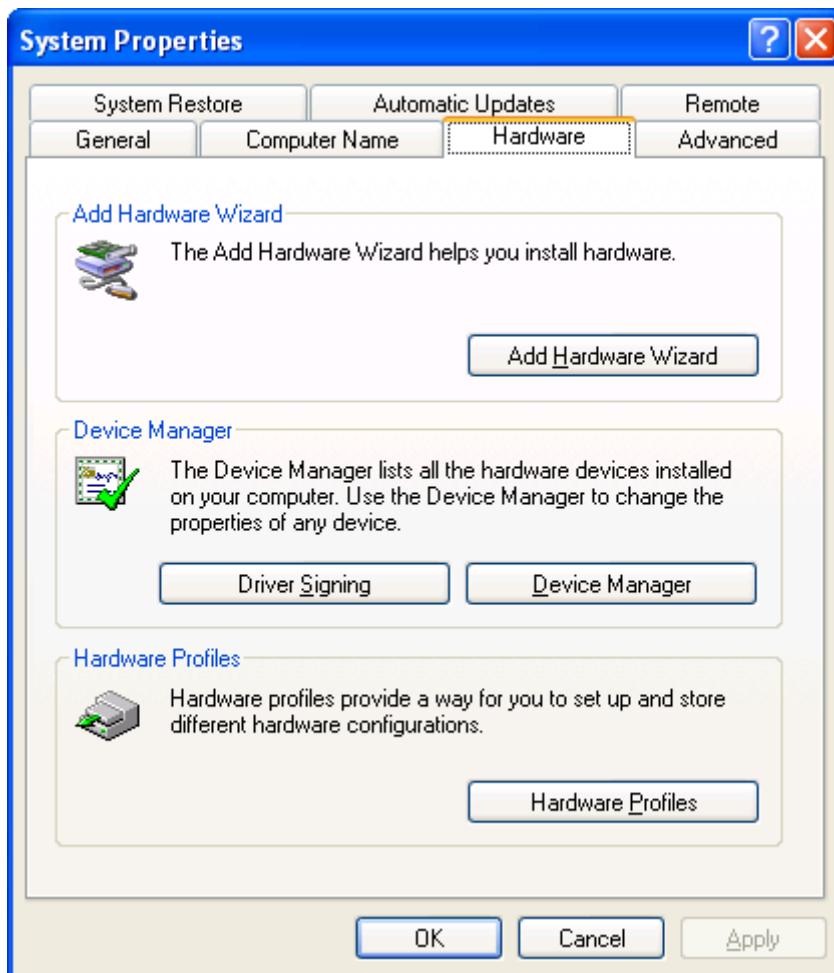 System Properties
System Restore Automatic Updates Remote
General Computer Name Hardware Advanced
Add Hardware Wizard
The Add Hardware Wizard helps you install hardware.
Add Hardware Wizard
Device Manager
The Device Manager lists all the hardware devices installed
on your computer. Use the Device Manager to change the
properties of any device.
Driver Signing Device Manager
Hardware Profiles
Hardware profiles provide a way for you to set up and store
different hardware configurations.
Hardware Profiles
OK Cancel Apply